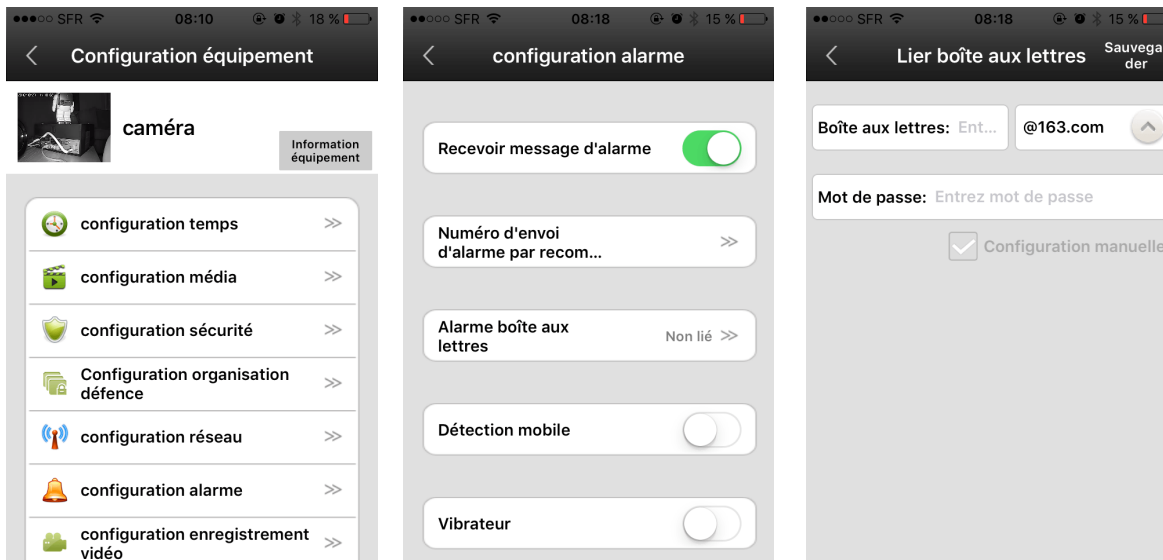 SFR 08:10 18 %
Configuration équipement
caméra
Information
équipement
configuration temps
configuration média
configuration sécurité
Configuration organisation
défence
configuration réseau
configuration alarme
configuration enregistrement
vidéo
SFR 08:18 15 %
configuration alarme
Recevoir message d'alarme
Numéro d'envoi
d'alarme par recom...
Alarme boîte aux
lettres
Non lié
Détection mobile
Vibrateur
SFR 08:18 15 %
Lier boîte aux lettres
Sauvega
der
Boîte aux lettres: Ent... @163.com
Mot de passe: Entrez mot de passe
Configuration manuelle